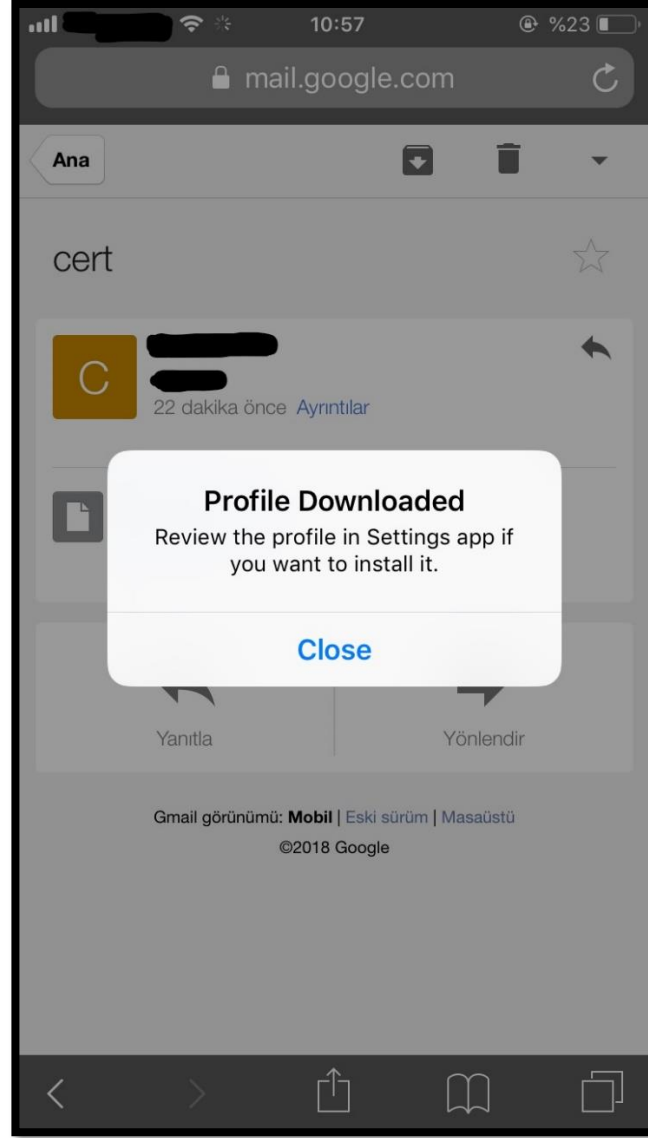 10:57
%23
mail.google.com
Ana
cert
C
22 dakika önce Ayrıntılar
Profile Downloaded
Review the profile in Settings app if
you want to install it.
Close
Yanıtla
Yönlendir
Gmail görünümü: Mobil | Eski sürüm | Masaüstü
©2018 Google